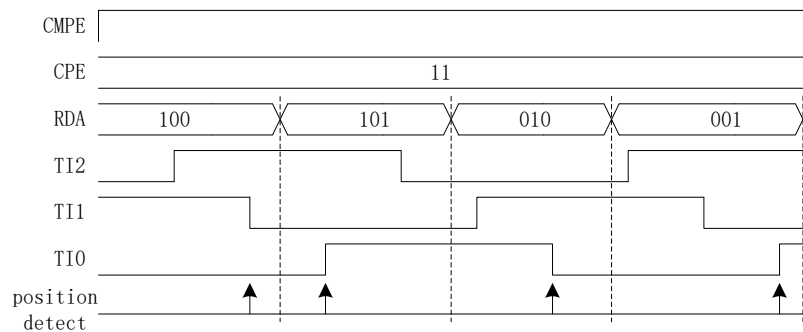 CMPE
CPE 11
RDA 100 101 010 001
TI2
TI1
TI0
position
detect